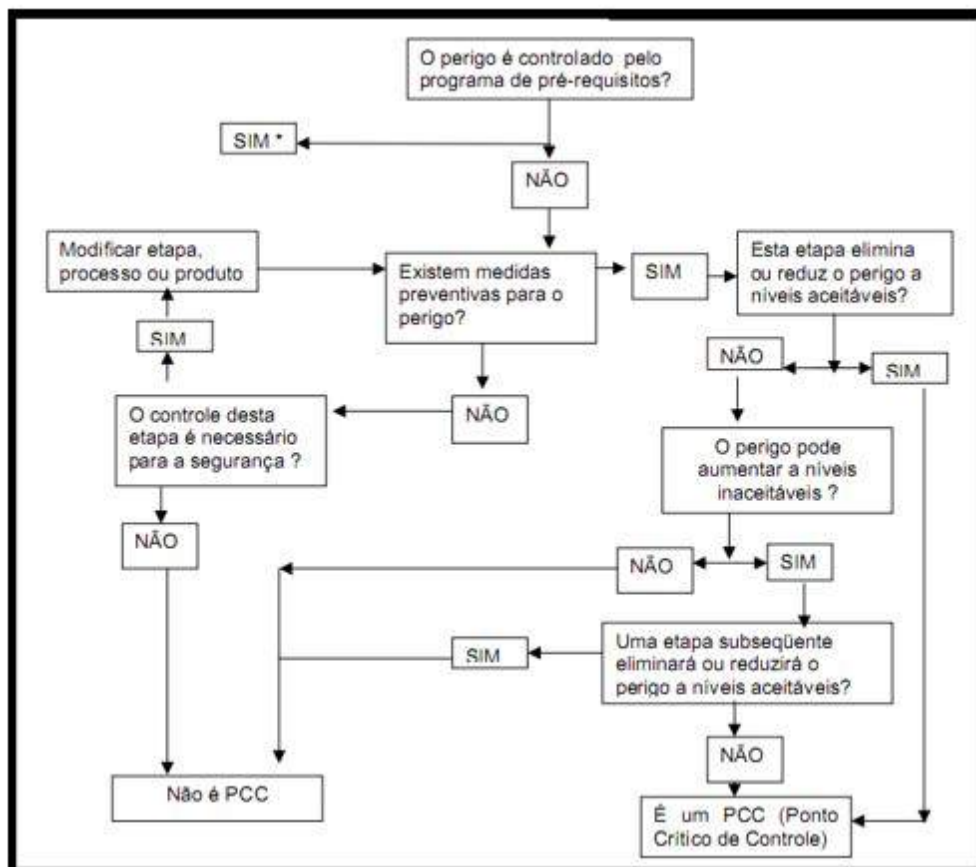 O perigo é controlado pelo
programa de pré-requisitos?
SIM *
NÃO
Modificar etapa,
processo ou produto
Existem medidas
preventivas para o
perigo?
SIM
Esta etapa elimina
ou reduz o perigo a
níveis aceitáveis?
SIM
NÃO
SIM
O controle desta
etapa é necessário
para a segurança ?
NÃO
O perigo pode
aumentar a níveis
inaceitáveis ?
NÃO
NÃO
SIM
SIM
Uma etapa subseqüente
eliminará ou reduzirá o
perigo a níveis aceitáveis?
NÃO
Não é PCC
É um PCC (Ponto
Crítico de Controle)